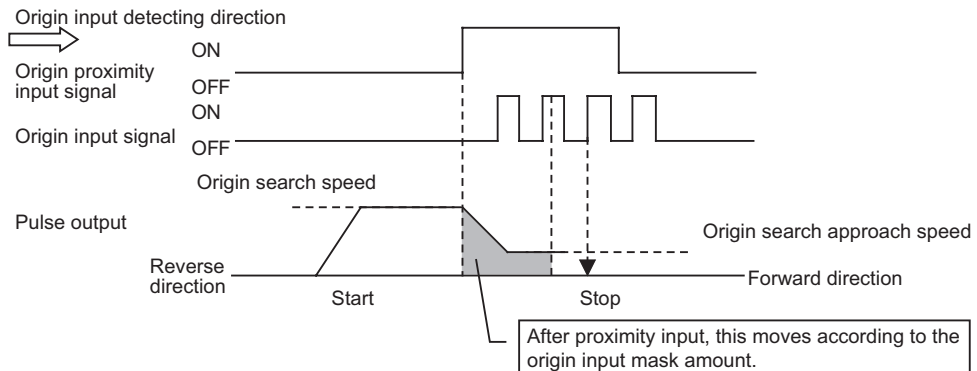 Origin input detecting direction
ON
Origin proximity
input signal
OFF
ON
Origin input signal
OFF
Origin search speed
Pulse output
Origin search approach speed
Reverse
direction
Forward direction
Start
Stop
After proximity input, this moves according to the
origin input mask amount.